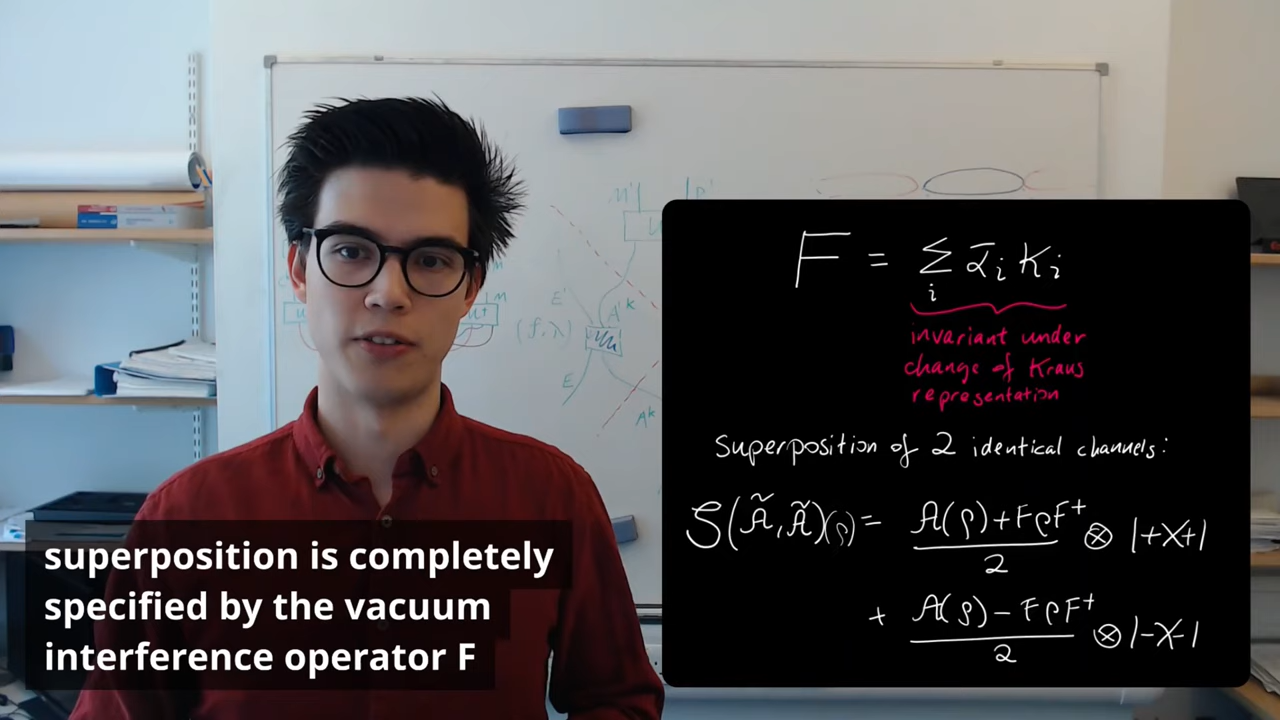 F = Σ_i ᾱ_i K_i
invariant under
change of Kraus
representation
Superposition of 2 identical channels:
S(Ã, Ã)(ρ) = (A(ρ) + FρF†)/2 ⊗ |+X+|
+ (A(ρ) − FρF†)/2 ⊗ |−X−|
superposition is completely
specified by the vacuum
interference operator F
M'
P'
U
E'
A'^k
(f, λ)
E
A^k
M